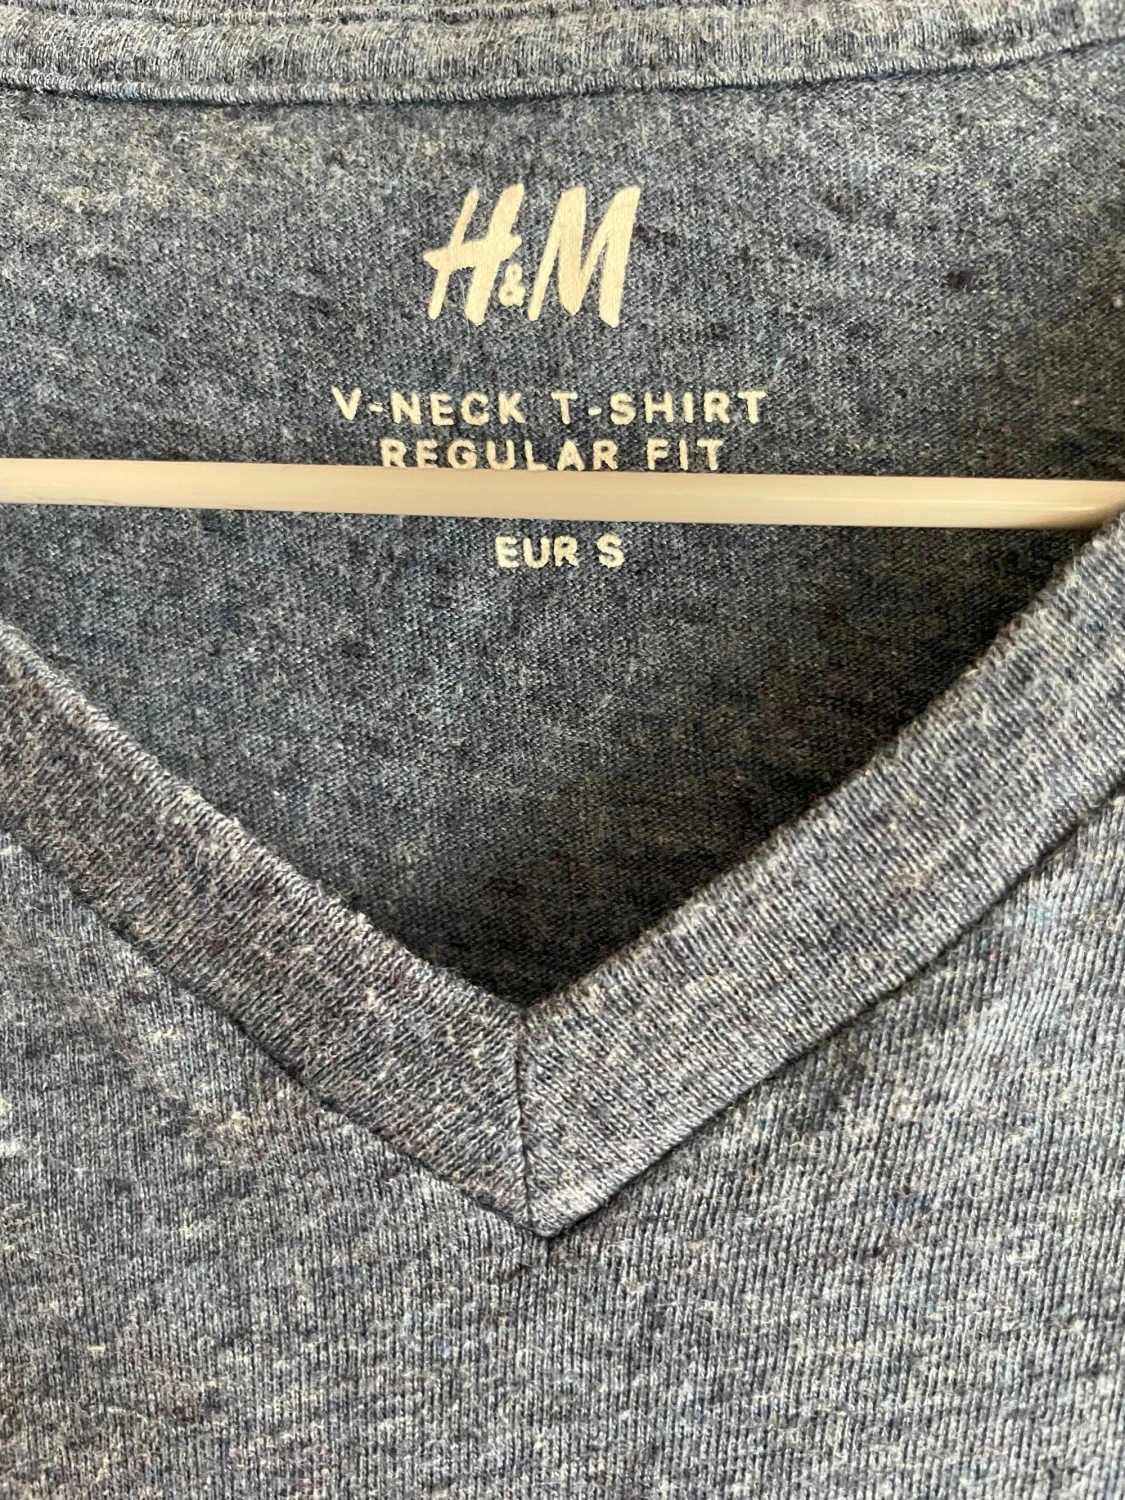 H&M
V-NECK T-SHIRT
REGULAR FIT
EUR S